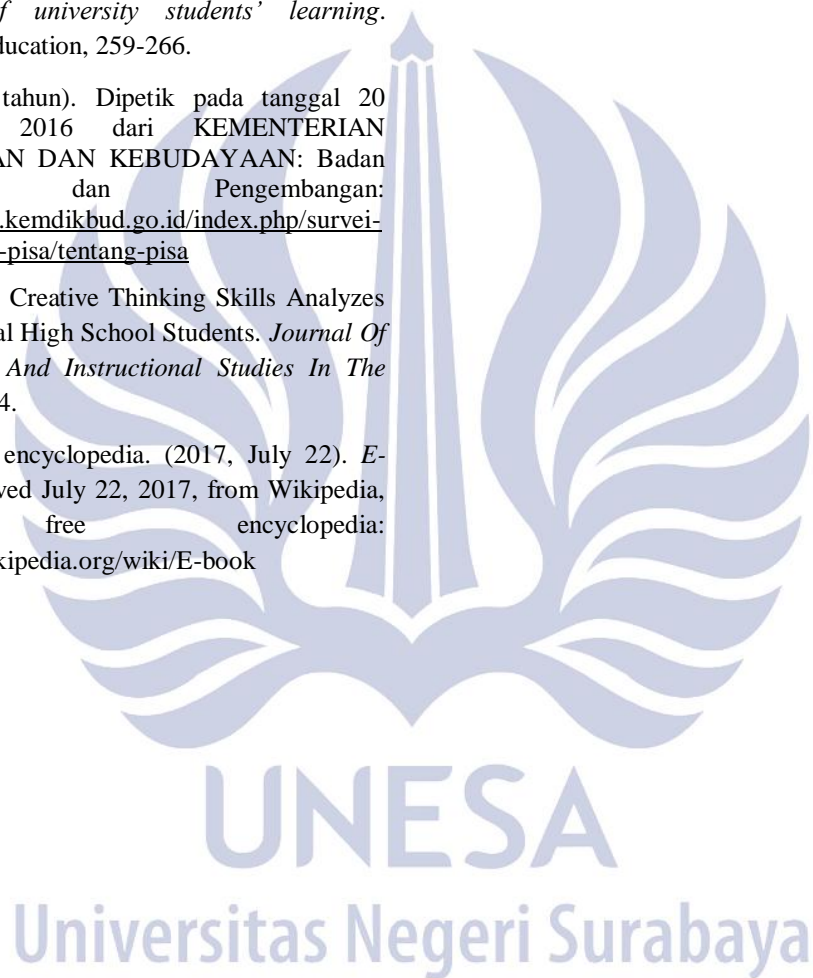 of university students' learning.
ducation, 259-266.
tahun). Dipetik pada tanggal 20
2016 dari KEMENTERIAN
AN DAN KEBUDAYAAN: Badan
dan Pengembangan:
.kemdikbud.go.id/index.php/survei-
-pisa/tentang-pisa
Creative Thinking Skills Analyzes
al High School Students. Journal Of
And Instructional Studies In The
4.
encyclopedia. (2017, July 22). E-
ved July 22, 2017, from Wikipedia,
free encyclopedia:
kipedia.org/wiki/E-book
UNESA
Universitas Negeri Surabaya